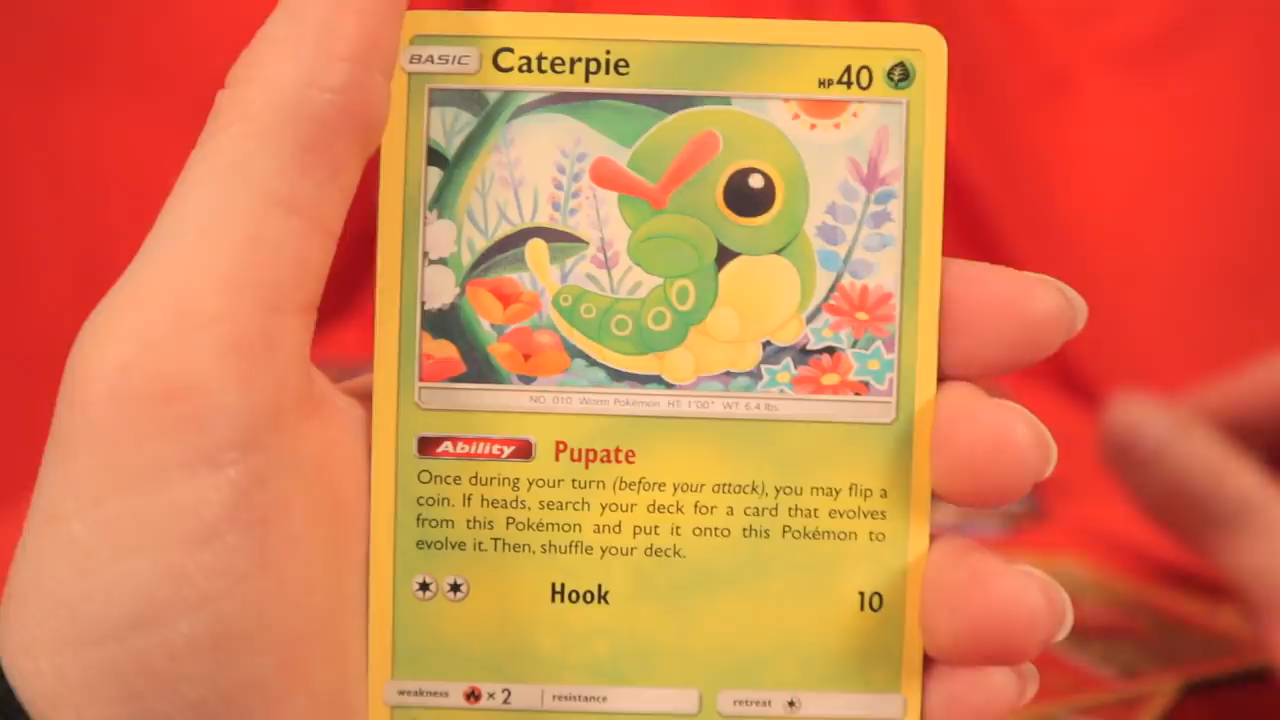 BASIC Caterpie HP 40
NO. 010 Worm Pokémon HT: 1'00" WT: 6.4 lbs.
Ability Pupate
Once during your turn (before your attack), you may flip a
coin. If heads, search your deck for a card that evolves
from this Pokémon and put it onto this Pokémon to
evolve it. Then, shuffle your deck.
Hook 10
weakness × 2 resistance retreat